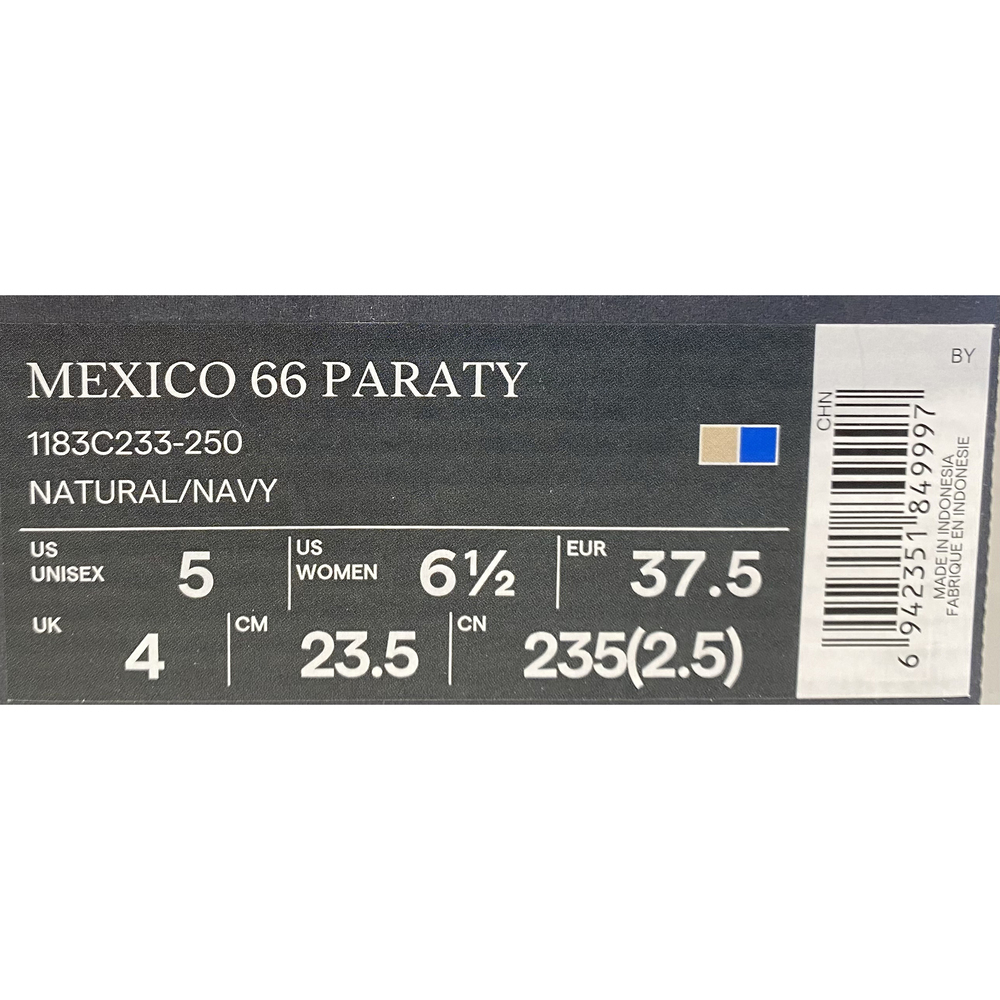 MEXICO 66 PARATY
1183C233-250
NATURAL/NAVY
US UNISEX 5
US WOMEN 6½
EUR 37.5
UK 4
CM 23.5
CN 235(2.5)
BY
CHN
6 942351 849997
MADE IN INDONESIA
FABRIQUE EN INDONESIE